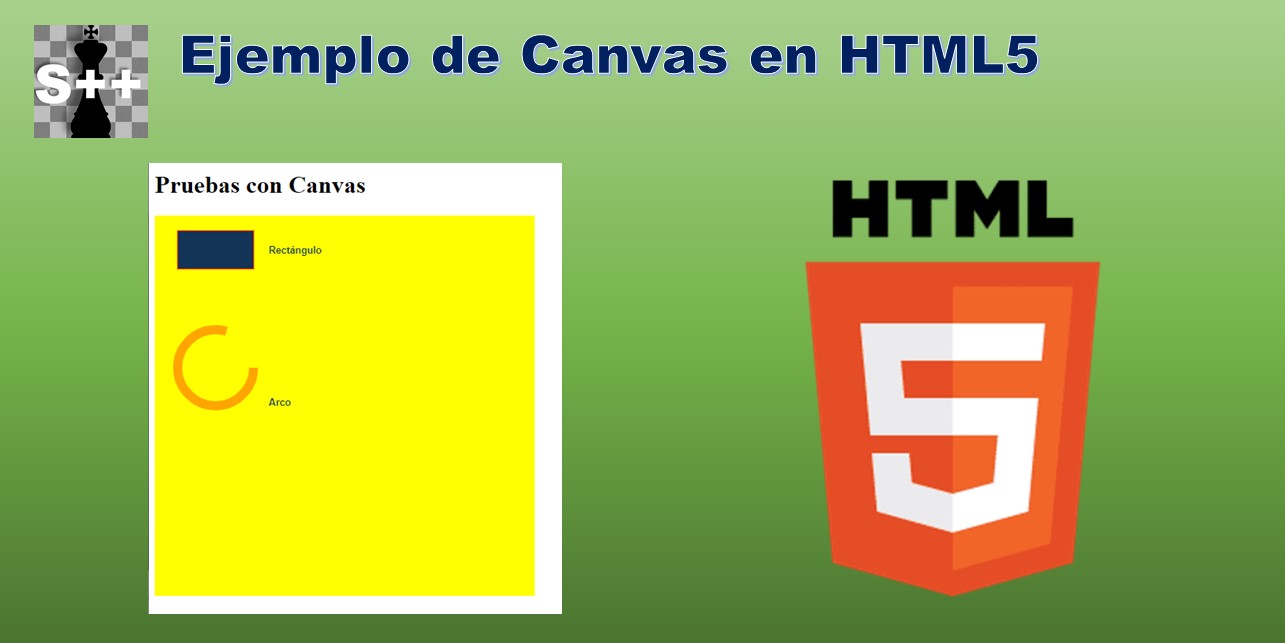 Ejemplo de Canvas en HTML5
S++
Pruebas con Canvas
Rectángulo
Arco
HTML
5